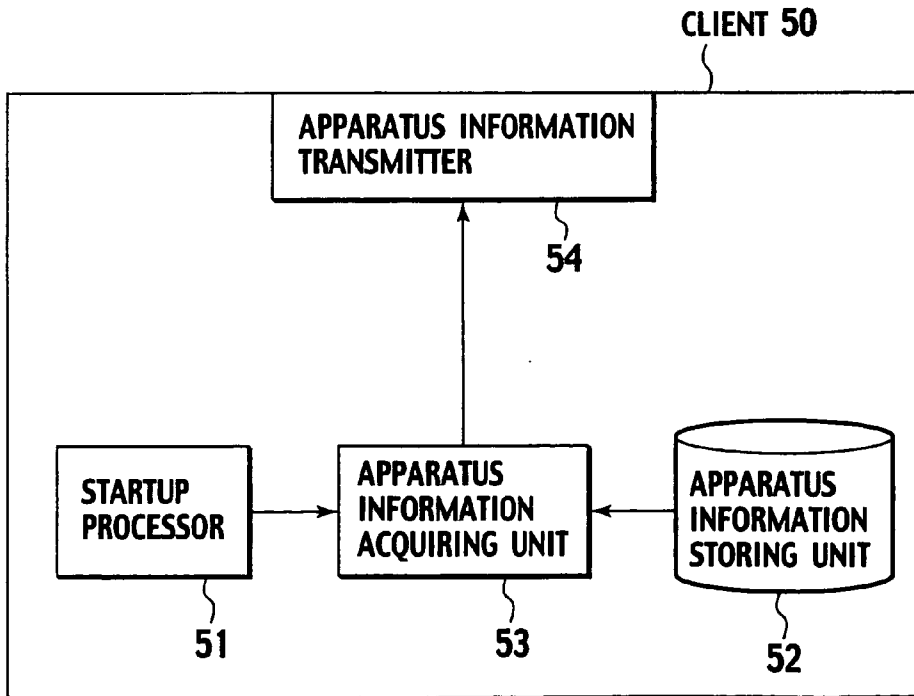 CLIENT 50
APPARATUS INFORMATION
TRANSMITTER
54
STARTUP
PROCESSOR
51
APPARATUS
INFORMATION
ACQUIRING UNIT
53
APPARATUS
INFORMATION
STORING UNIT
52